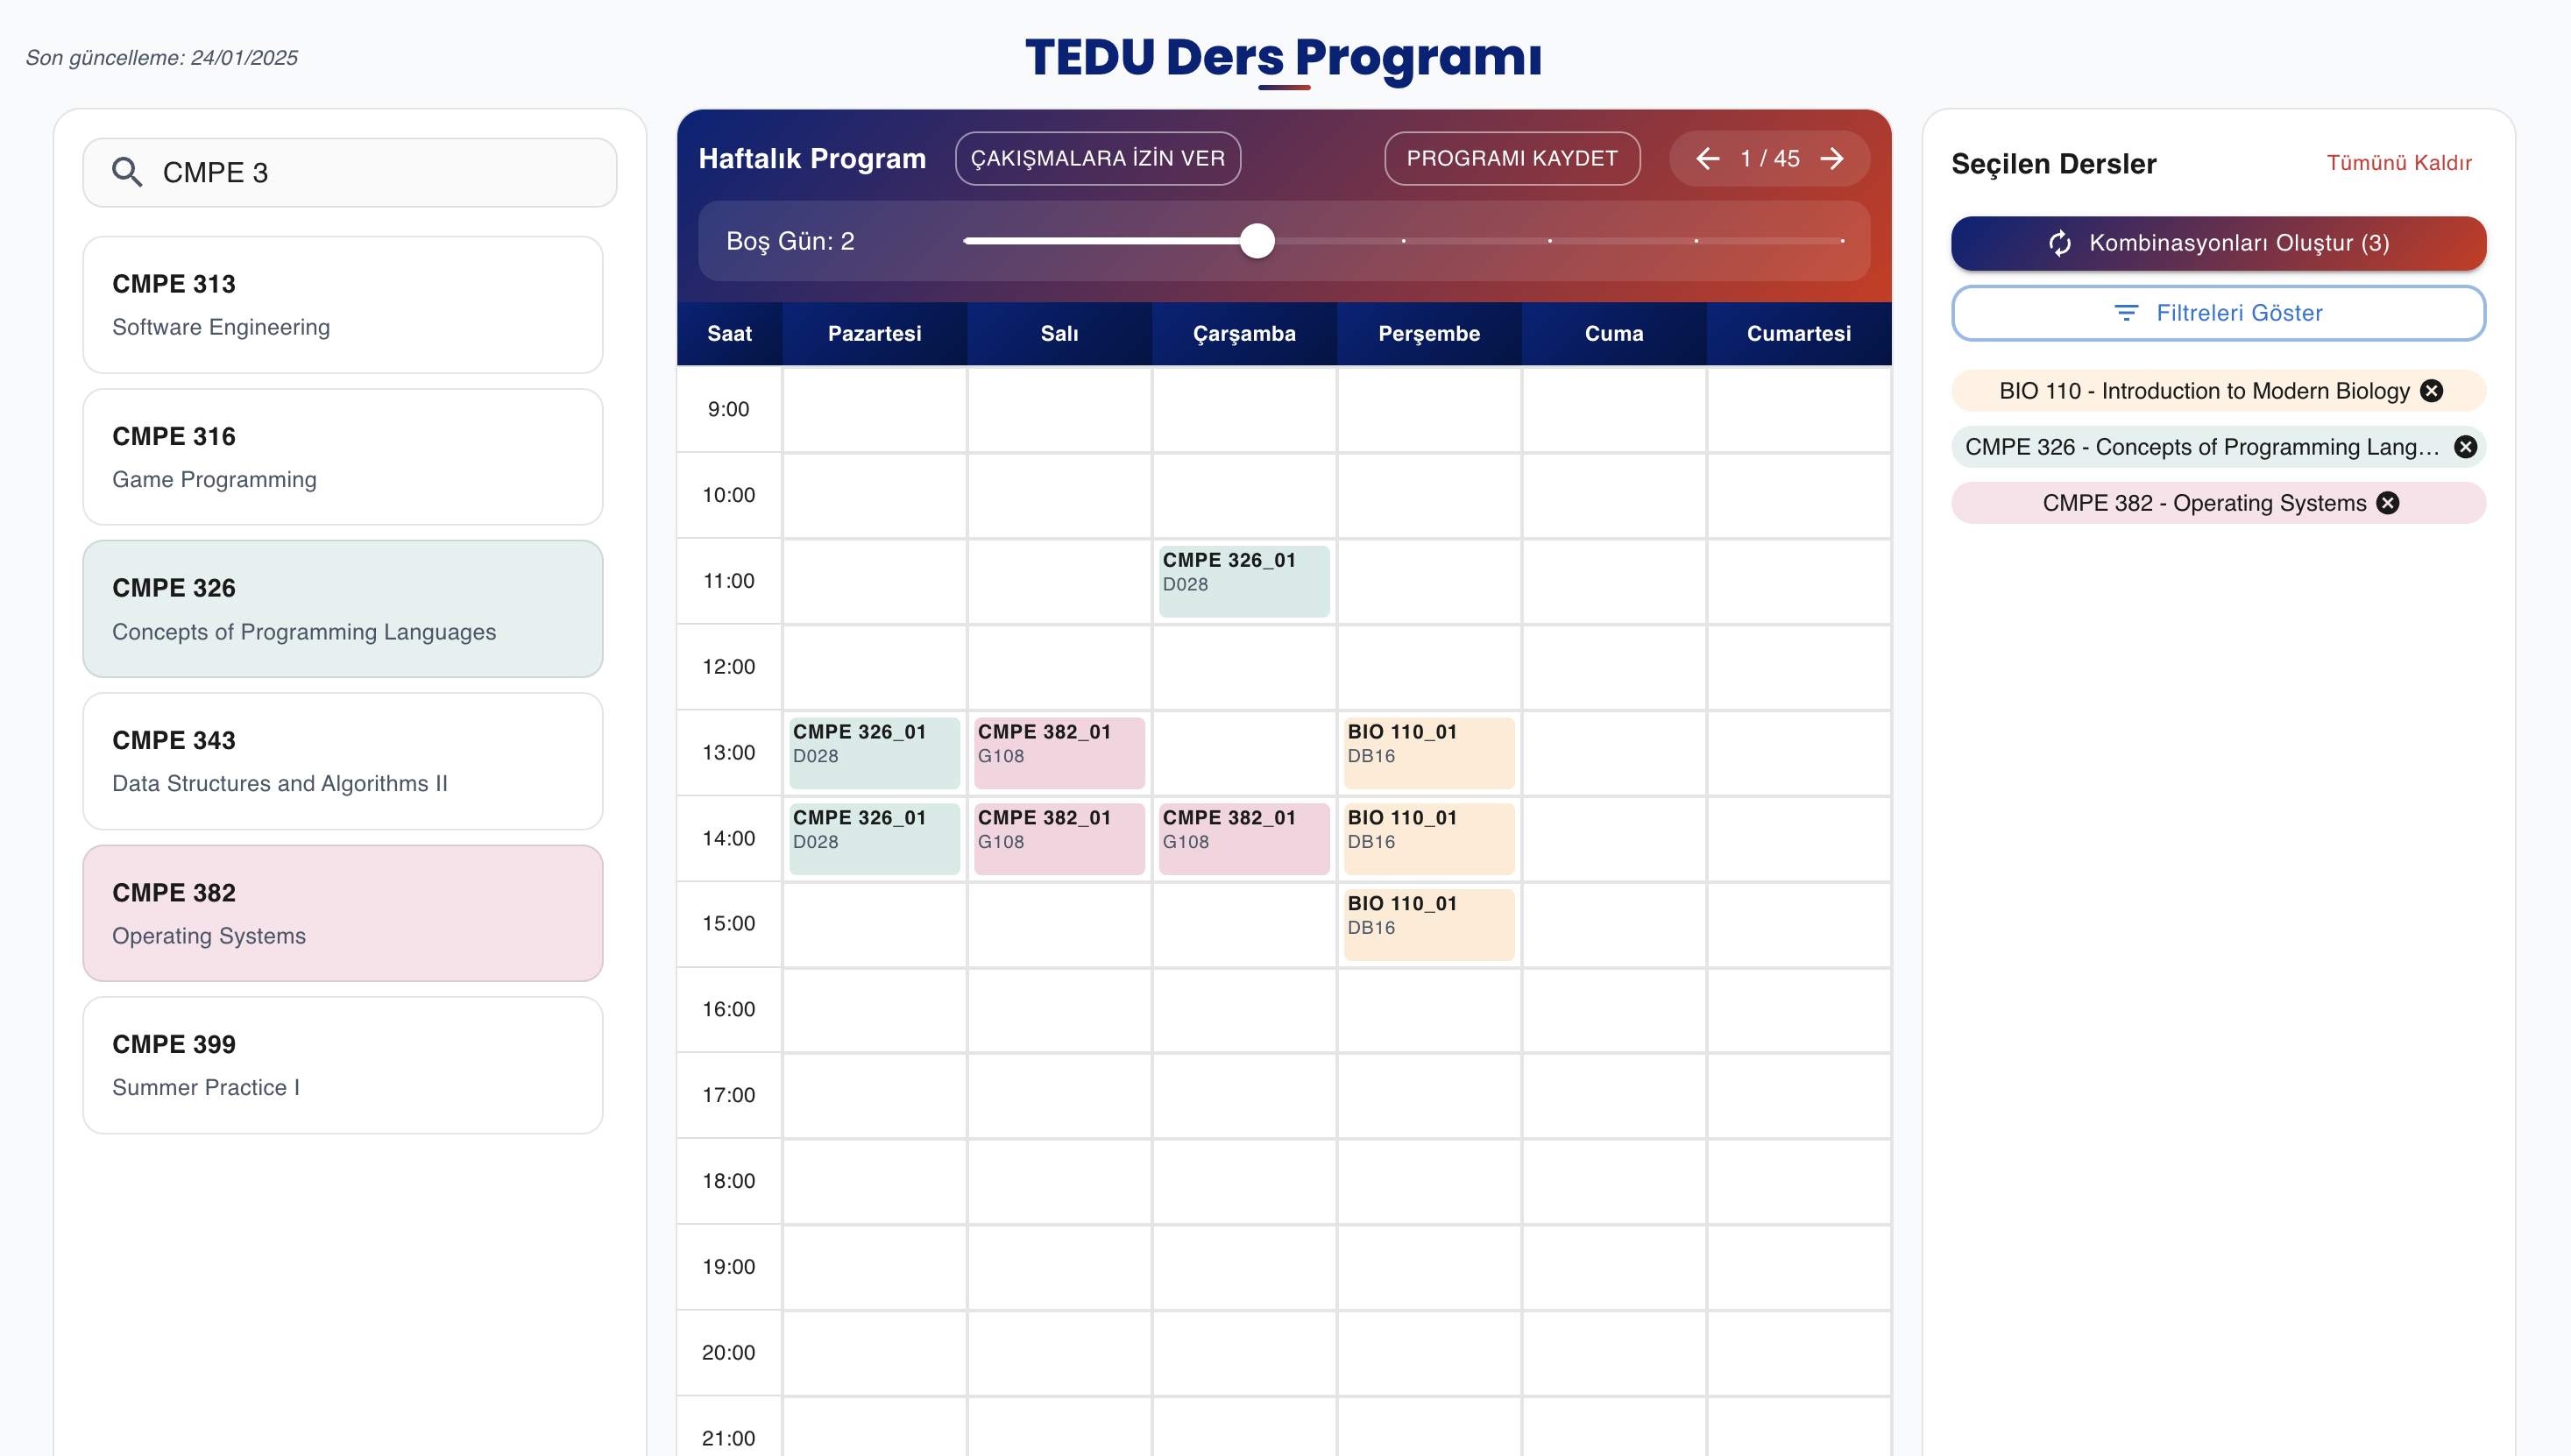 Son güncelleme: 24/01/2025
TEDU Ders Programı
CMPE 3
CMPE 313
Software Engineering
CMPE 316
Game Programming
CMPE 326
Concepts of Programming Languages
CMPE 343
Data Structures and Algorithms II
CMPE 382
Operating Systems
CMPE 399
Summer Practice I
Haftalık Program
ÇAKIŞMALARA İZİN VER
PROGRAMI KAYDET
1 / 45
Boş Gün: 2
Saat Pazartesi Salı Çarşamba Perşembe Cuma Cumartesi
9:00
10:00
11:00
CMPE 326_01
D028
12:00
13:00
CMPE 326_01 CMPE 382_01 BIO 110_01
D028 G108 DB16
14:00
CMPE 326_01 CMPE 382_01 CMPE 382_01 BIO 110_01
D028 G108 G108 DB16
15:00
BIO 110_01
DB16
16:00
17:00
18:00
19:00
20:00
21:00
Seçilen Dersler
Tümünü Kaldır
Kombinasyonları Oluştur (3)
Filtreleri Göster
BIO 110 - Introduction to Modern Biology
CMPE 326 - Concepts of Programming Lang…
CMPE 382 - Operating Systems